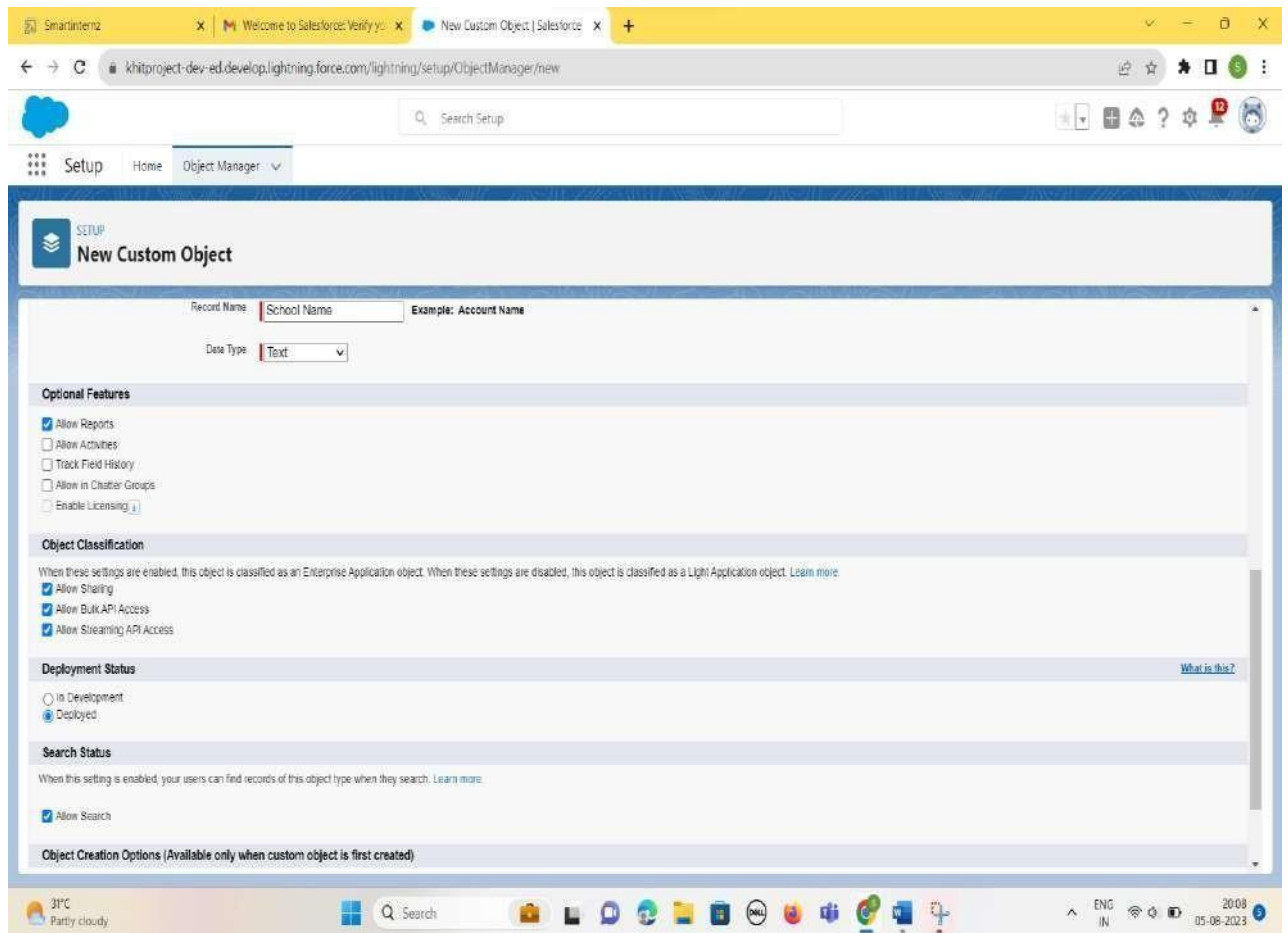 Smartinternz
Welcome to Salesforce: Verify yo
New Custom Object | Salesforce
khitproject-dev-ed.develop.lightning.force.com/lightning/setup/ObjectManager/new
S
Search Setup
12
Setup
Home
Object Manager
SETUP
New Custom Object
Record Name
School Name
Example: Account Name
Data Type
Text
Optional Features
Allow Reports
Allow Activities
Track Field History
Allow in Chatter Groups
Enable Licensing i
Object Classification
When these settings are enabled, this object is classified as an Enterprise Application object. When these settings are disabled, this object is classified as a Light Application object. Learn more.
Allow Sharing
Allow Bulk API Access
Allow Streaming API Access
Deployment Status
What is this?
In Development
Deployed
Search Status
When this setting is enabled, your users can find records of this object type when they search. Learn more.
Allow Search
Object Creation Options (Available only when custom object is first created)
31°C
Partly cloudy
Search
DELL
ENG
IN
20:08
05-08-2023
5